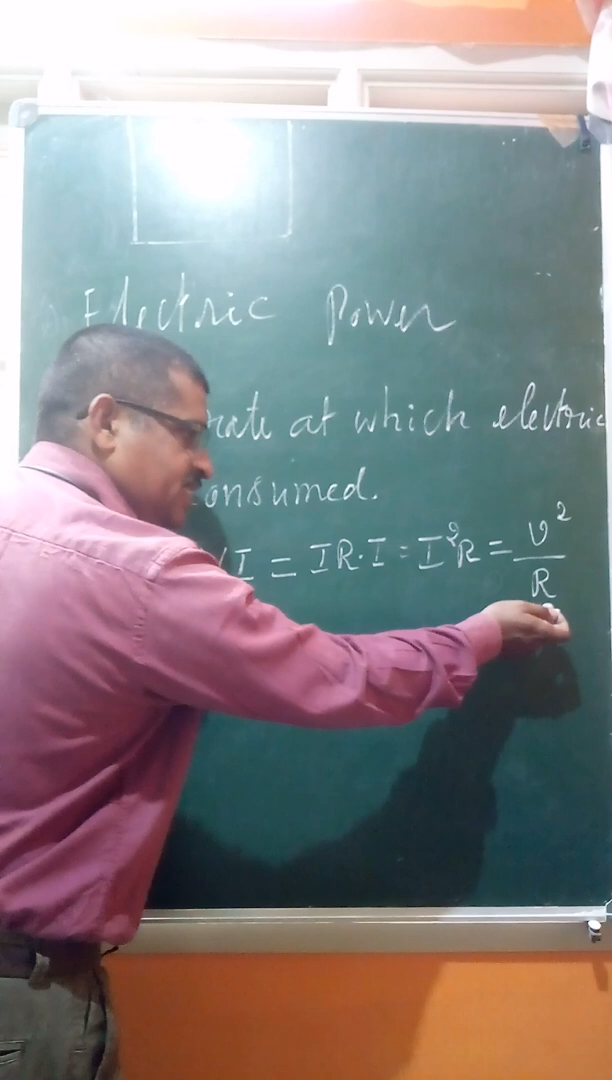 Electric Power
rate at which electric
onsumed.
I = IR·I = I²R = V²/R